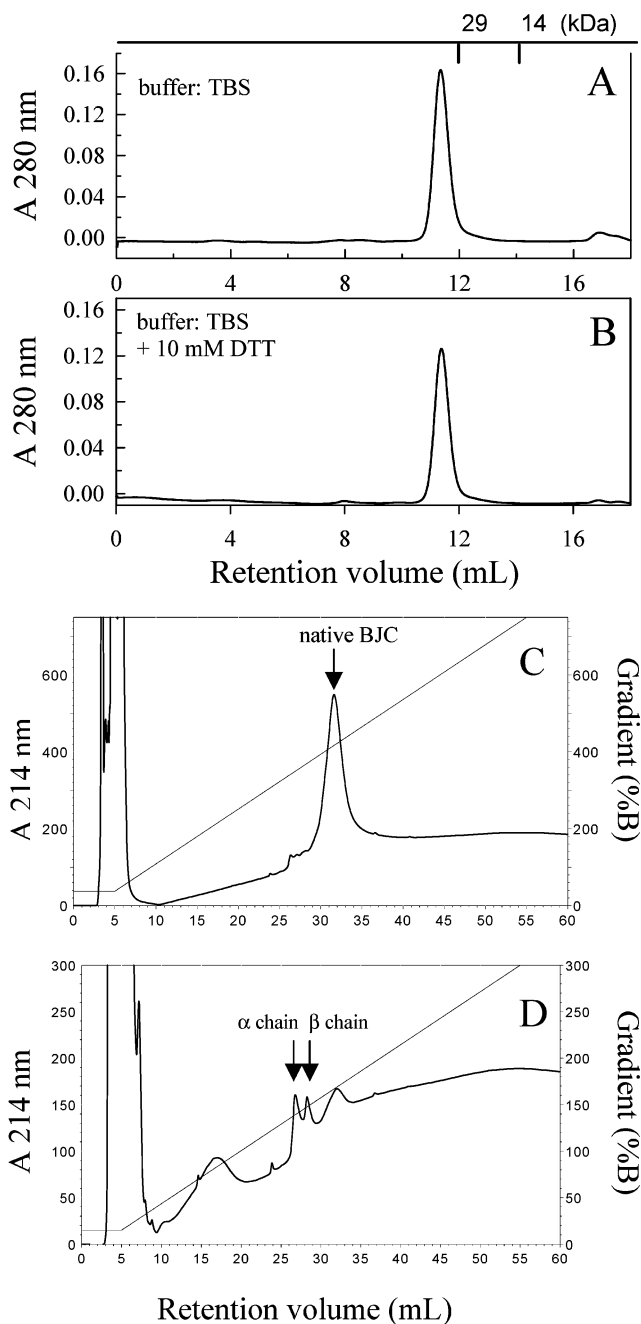 29 14 (kDa)
A
buffer: TBS
A 280 nm
0.16
0.12
0.08
0.04
0.00
0 4 8 12 16
B
buffer: TBS
+ 10 mM DTT
A 280 nm
0.16
0.12
0.08
0.04
0.00
0 4 8 12 16
Retention volume (mL)
C
native BJC
A 214 nm
600
400
200
0
Gradient (%B)
600
400
200
0
0 5 10 15 20 25 30 35 40 45 50 55 60
D
α chain β chain
A 214 nm
300
250
200
150
100
50
0
Gradient (%B)
300
250
200
150
100
50
0
0 5 10 15 20 25 30 35 40 45 50 55 60
Retention volume (mL)